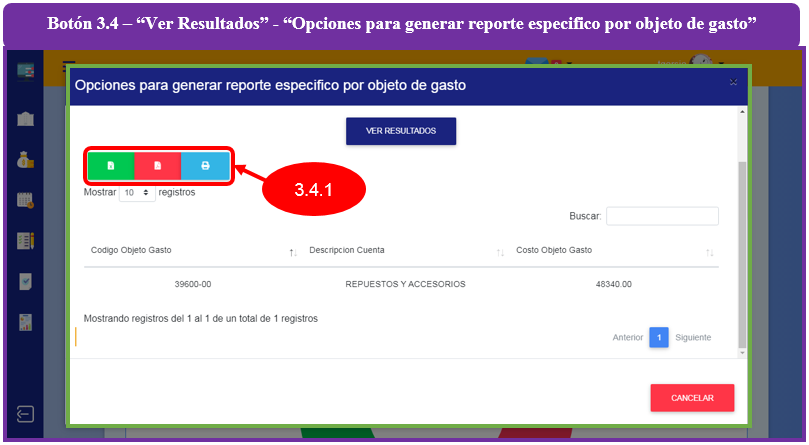 Botón 3.4 – “Ver Resultados” - “Opciones para generar reporte especifico por objeto de gasto”
Opciones para generar reporte especifico por objeto de gasto
×
VER RESULTADOS
3.4.1
Mostrar 10 registros
Buscar:
Codigo Objeto Gasto Descripcion Cuenta Costo Objeto Gasto
39600-00 REPUESTOS Y ACCESORIOS 48340.00
Mostrando registros del 1 al 1 de un total de 1 registros
Anterior 1 Siguiente
CANCELAR